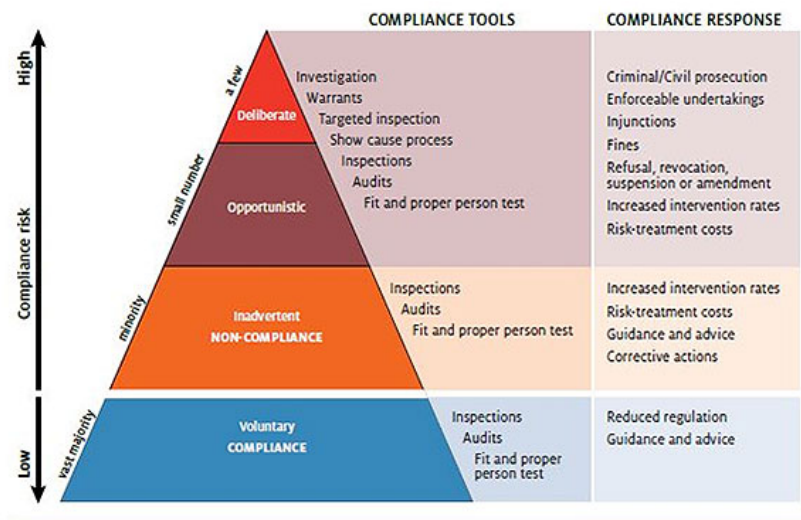 COMPLIANCE TOOLS
COMPLIANCE RESPONSE
High
Compliance risk
Low
a few
small number
minority
vast majority
Deliberate
Opportunistic
Inadvertent
NON-COMPLIANCE
Voluntary
COMPLIANCE
Investigation
Warrants
Targeted inspection
Show cause process
Inspections
Audits
Fit and proper person test
Criminal/Civil prosecution
Enforceable undertakings
Injunctions
Fines
Refusal, revocation,
suspension or amendment
Increased intervention rates
Risk-treatment costs
Inspections
Audits
Fit and proper person test
Increased intervention rates
Risk-treatment costs
Guidance and advice
Corrective actions
Inspections
Audits
Fit and proper
person test
Reduced regulation
Guidance and advice